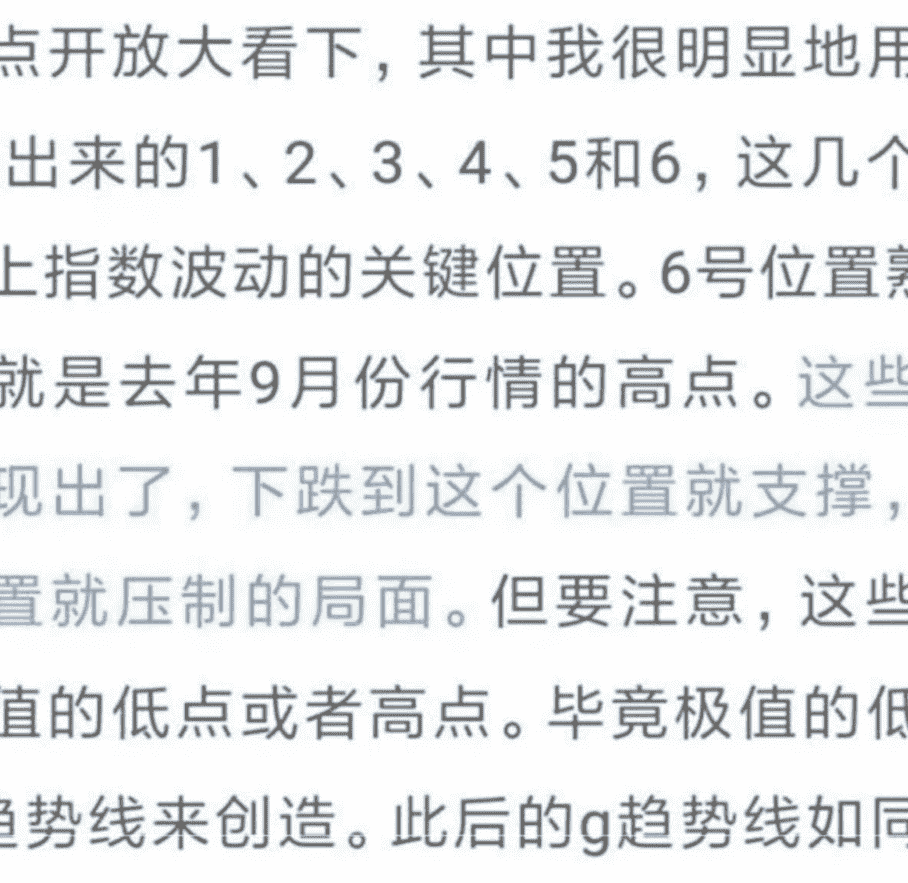 点开放大看下，其中我很明显地用
出来的1、2、3、4、5和6，这几个
上指数波动的关键位置。6号位置
就是去年9月份行情的高点。这些
现出了，下跌到这个位置就支撑，
置就压制的局面。但要注意，这些
值的低点或者高点。毕竟极值的低
趋势线来创造。此后的g趋势线如同